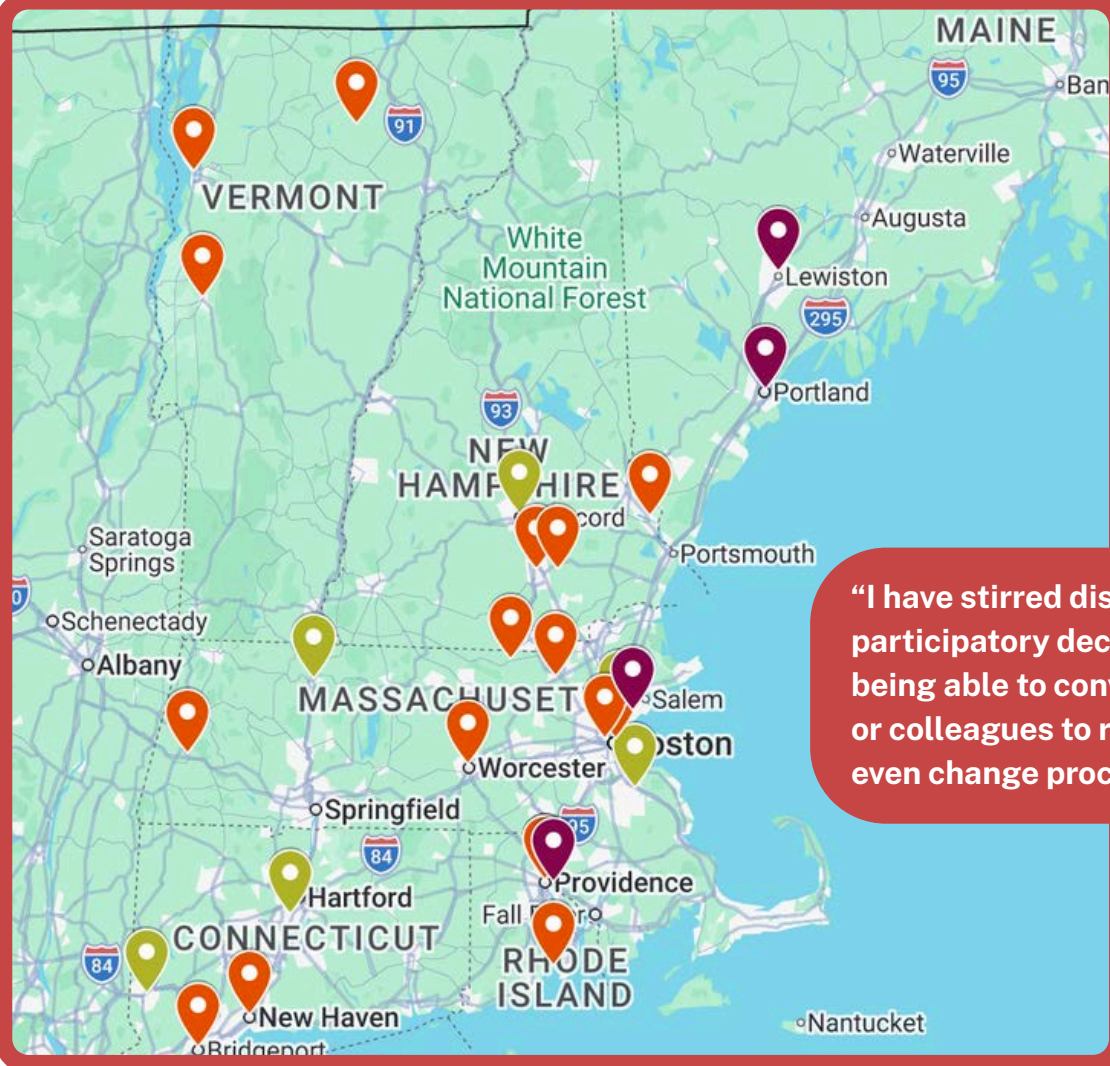 MAINE
95
Ban
91
Waterville
VERMONT
Augusta
White
Mountain
National Forest
Lewiston
295
Portland
93
NEW
HAMP HIRE
cord
Saratoga
Springs
Portsmouth
0
Schenectady
Albany
MASSACHUSET
Salem
oston
Worcester
Springfield
95
84
Providence
Hartford
Fall
CONNECTICUT
84
RHODE
ISLAND
New Haven
Nantucket
Bridgeport
“I have stirred dis
participatory dec
being able to conv
or colleagues to r
even change proc